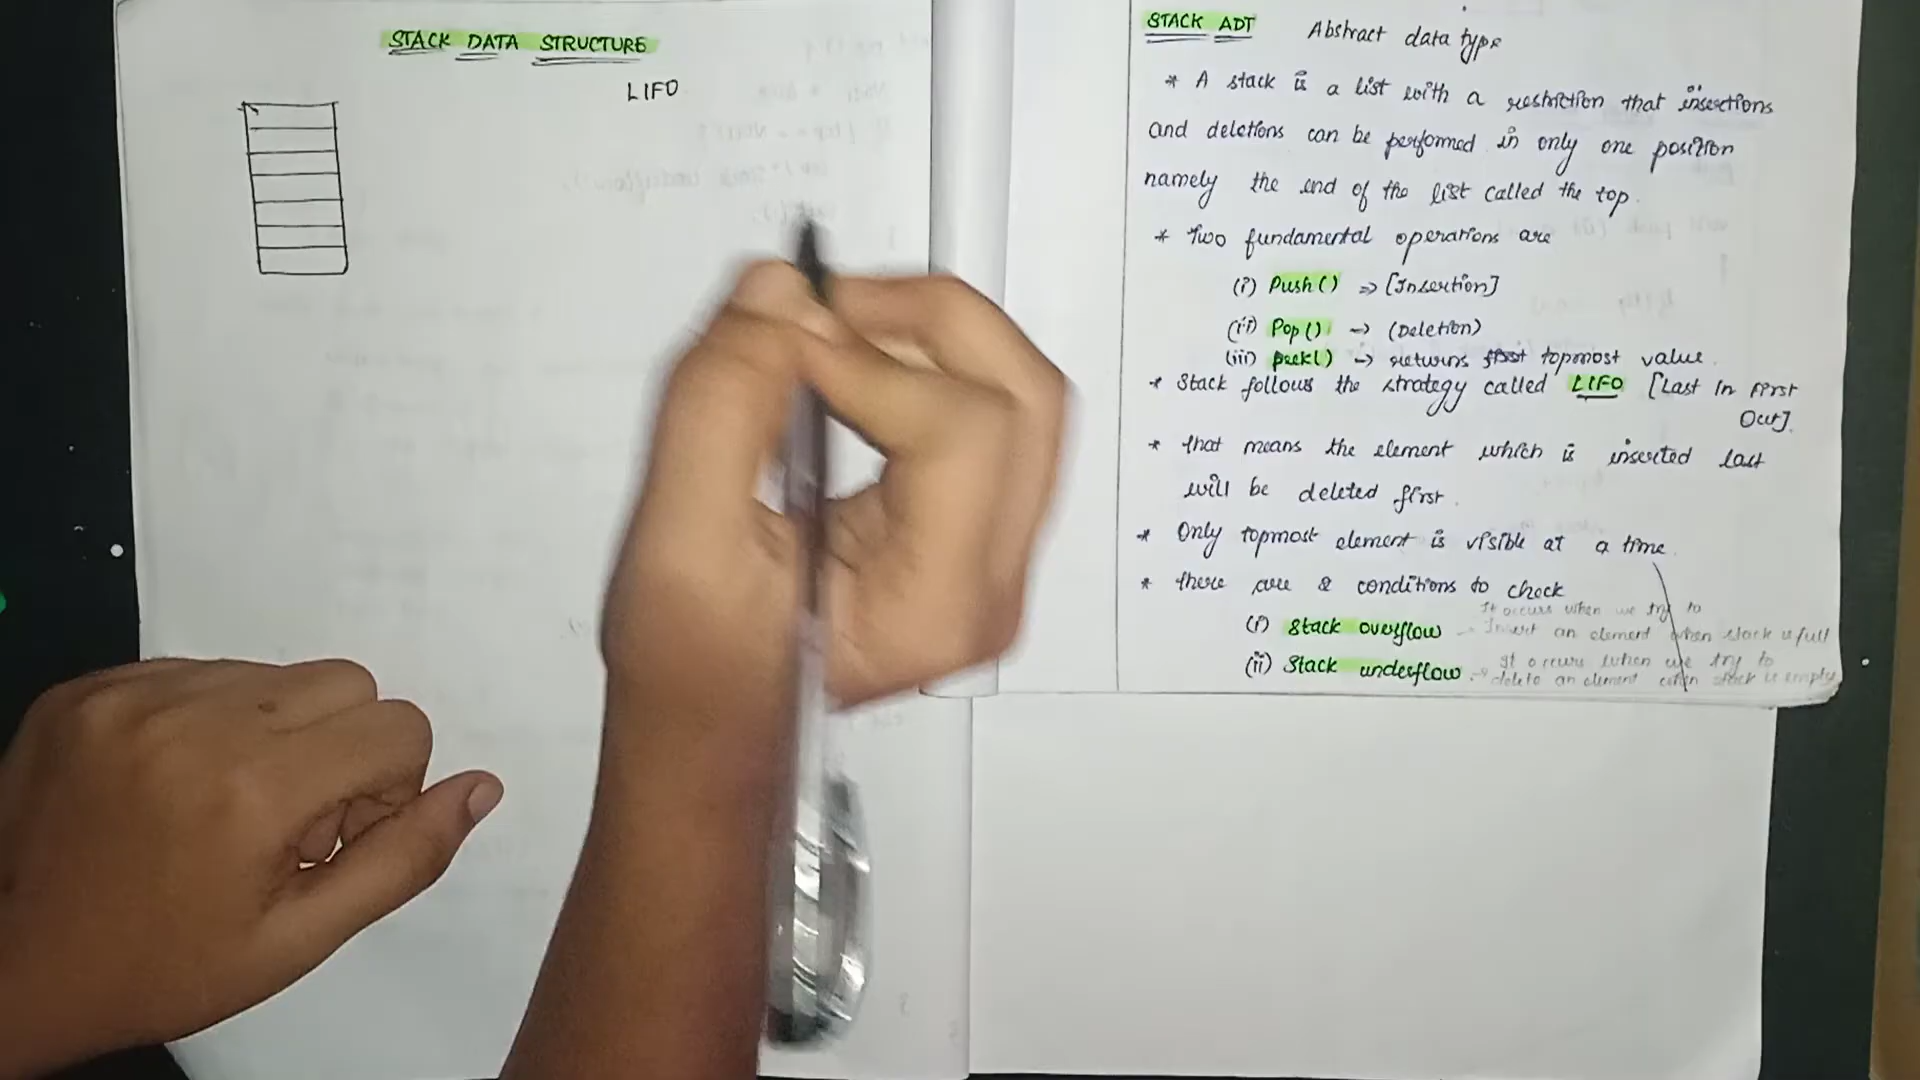 STACK DATA STRUCTURE
LIFO
STACK ADT Abstract data type
* A stack is a list with a restriction that insertions
and deletions can be performed in only one position
namely the end of the list called the top.
* Two fundamental operations are
(i) Push() => [Insertion]
(ii) Pop() -> (Deletion)
(iii) peek() -> returns topmost value.
* Stack follows the strategy called LIFO [Last In First
Out].
* that means the element which is inserted last
will be deleted first.
* Only topmost element is visible at a time.
* there are 2 conditions to check
It occurs when we try to
(i) Stack overflow -> Insert an element when stack is full
It occurs when we try to
(ii) Stack underflow -> delete an element when stack is empty